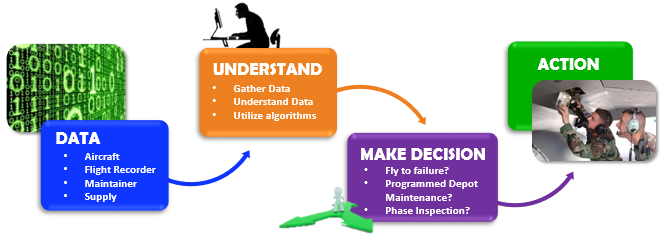 DATA
• Aircraft
• Flight Recorder
• Maintainer
• Supply
UNDERSTAND
• Gather Data
• Understand Data
• Utilize algorithms
MAKE DECISION
• Fly to failure?
• Programmed Depot
Maintenance?
• Phase Inspection?
ACTION